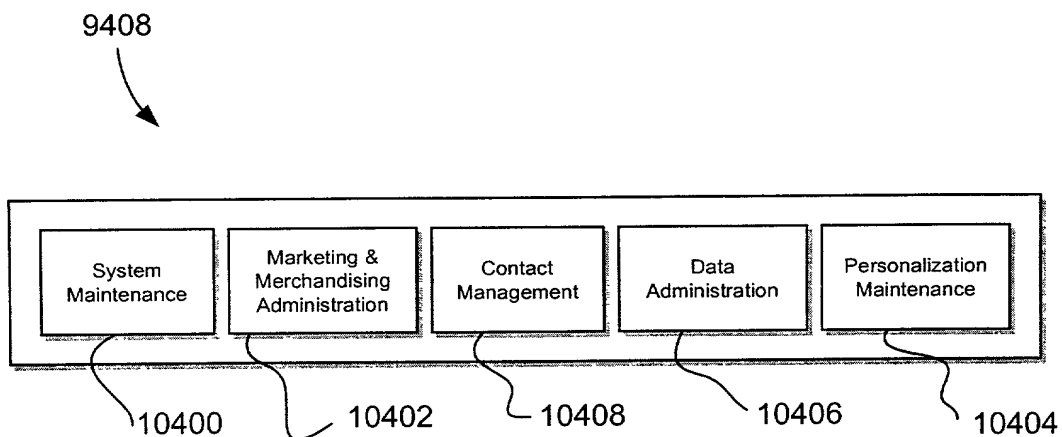 9408
System
Maintenance
Marketing &
Merchandising
Administration
Contact
Management
Data
Administration
Personalization
Maintenance
10400
10402
10408
10406
10404